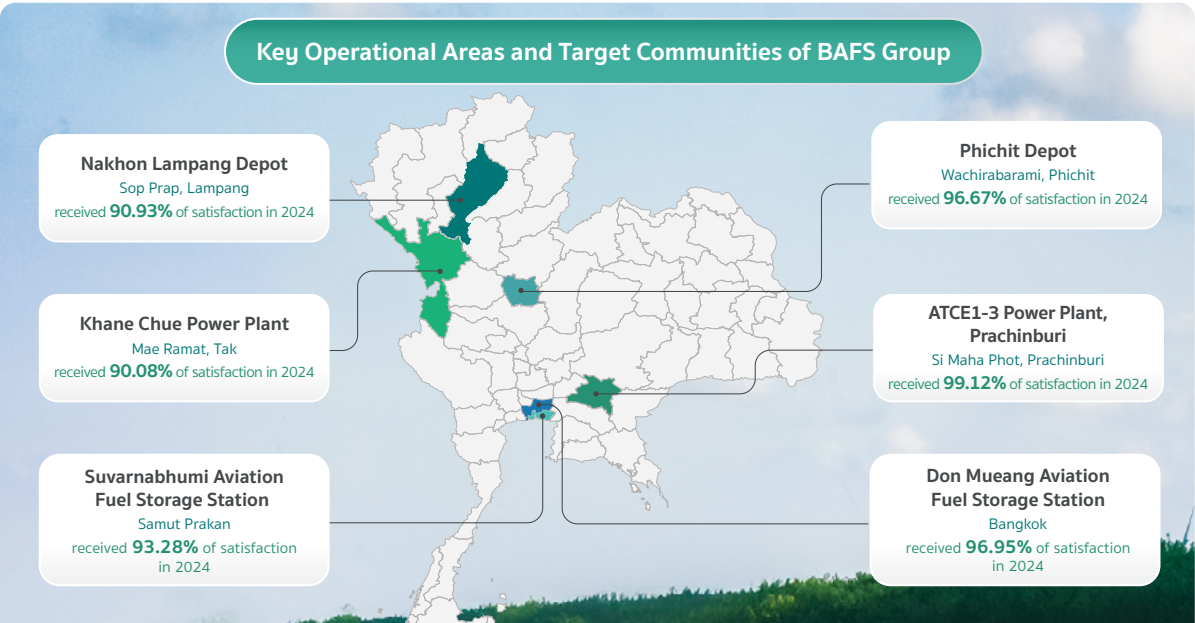 Key Operational Areas and Target Communities of BAFS Group
Nakhon Lampang Depot
Sop Prap, Lampang
received 90.93% of satisfaction in 2024
Khane Chue Power Plant
Mae Ramat, Tak
received 90.08% of satisfaction in 2024
Suvarnabhumi Aviation
Fuel Storage Station
Samut Prakan
received 93.28% of satisfaction
in 2024
Phichit Depot
Wachirabarami, Phichit
received 96.67% of satisfaction in 2024
ATCE1-3 Power Plant,
Prachinburi
Si Maha Phot, Prachinburi
received 99.12% of satisfaction in 2024
Don Mueang Aviation
Fuel Storage Station
Bangkok
received 96.95% of satisfaction
in 2024